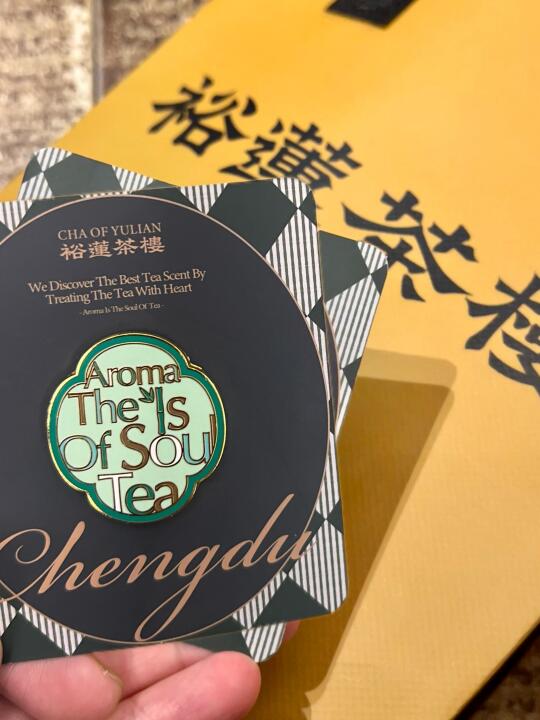 裕蓮茶樓
CHA OF YULIAN
裕蓮茶樓
We Discover The Best Tea Scent By
Treating The Tea With Heart
- Aroma Is The Soul Of Tea -
Aroma
The Is
Of Soul
Tea
Chengdu